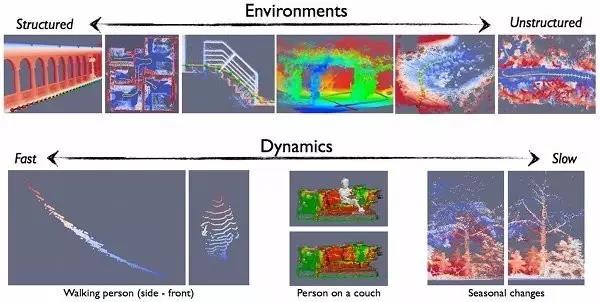 Environments
Structured
Unstructured
Dynamics
Fast
Slow
Walking person (side - front)
Person on a couch
Seasonal changes